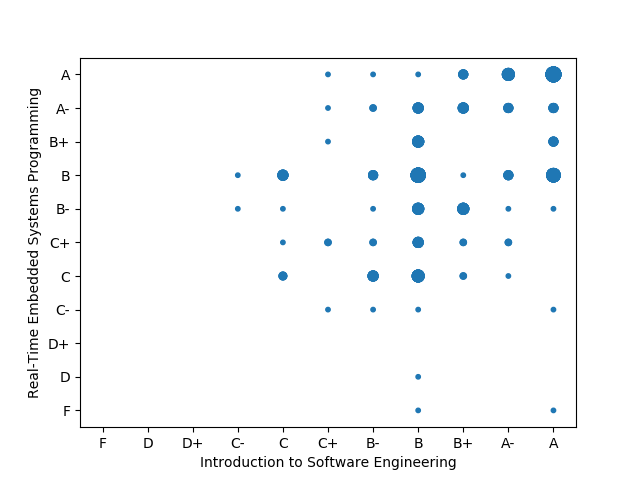 Real-Time Embedded Systems Programming
A
A-
B+
B
B-
C+
C
C-
D+
D
F
F D D+ C- C C+ B- B B+ A- A
Introduction to Software Engineering